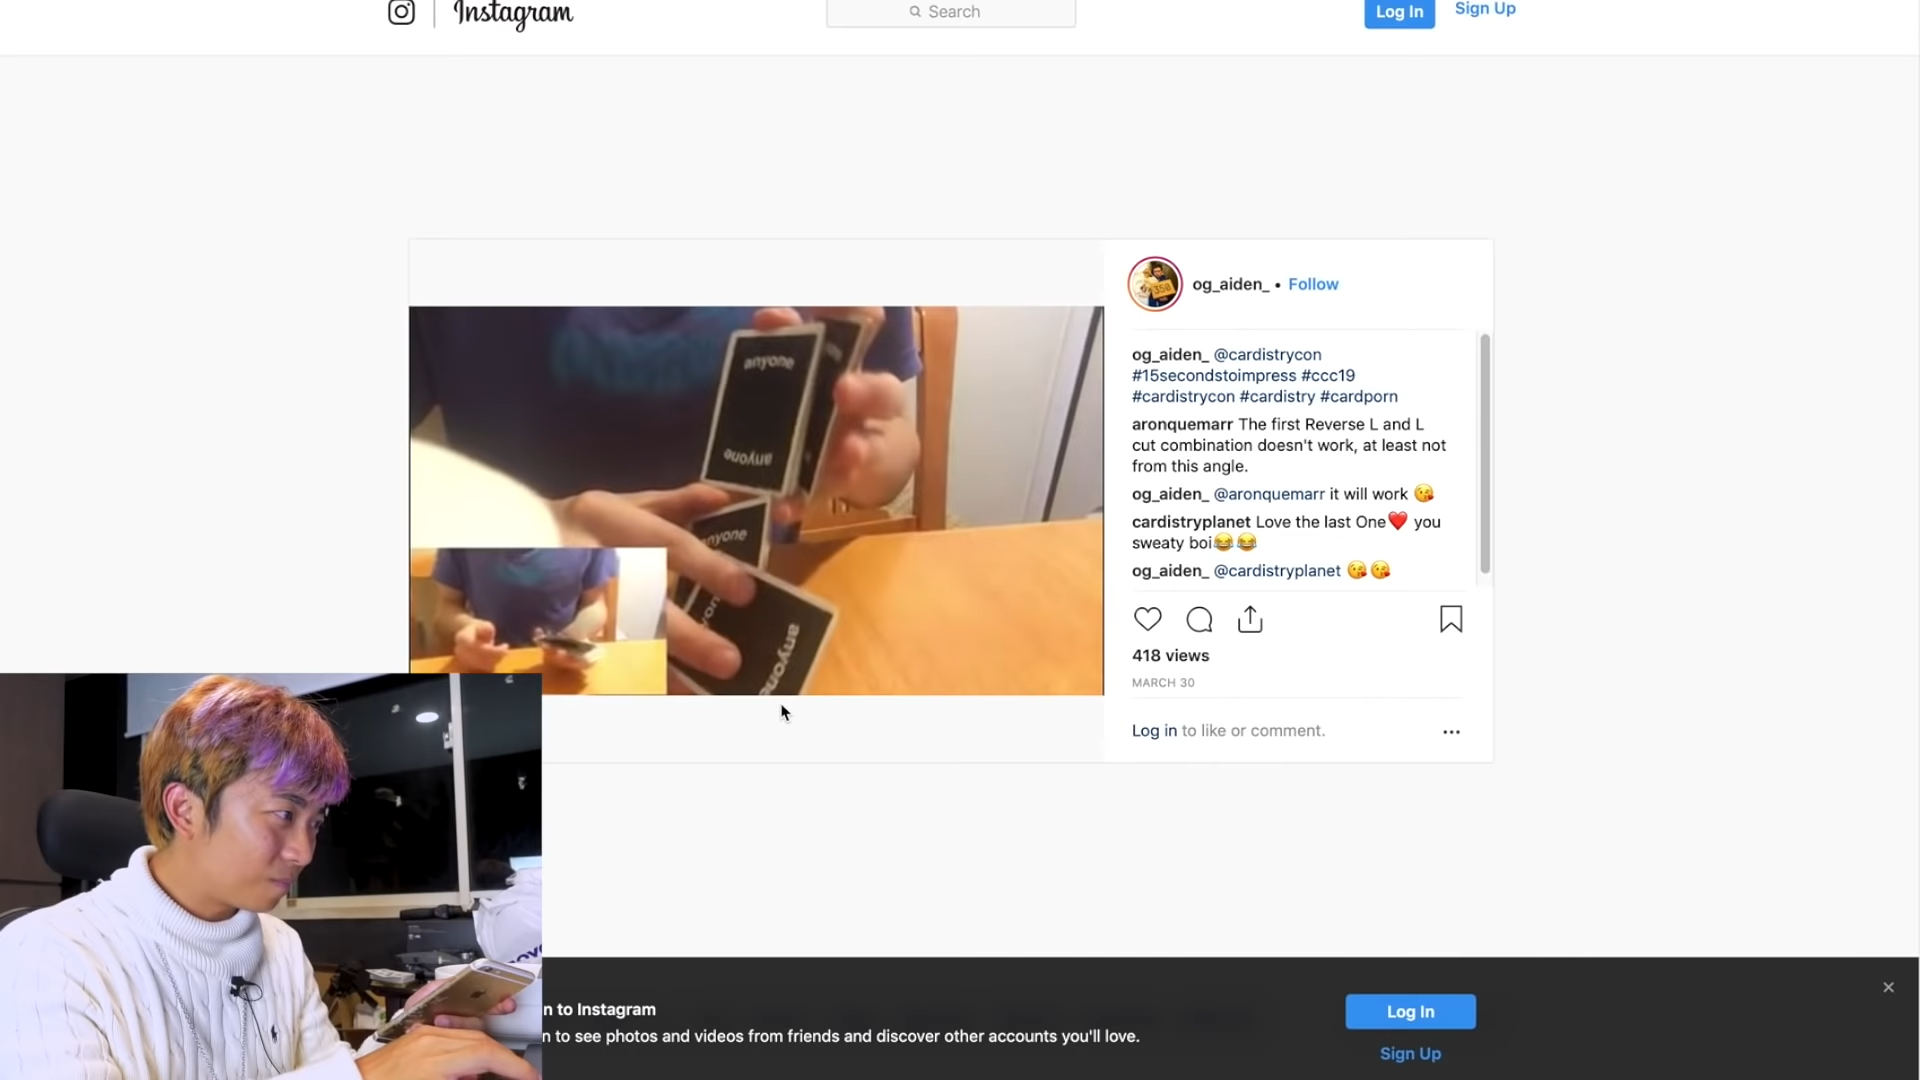 Instagram
Search
Log In
Sign Up
og_aiden_ • Follow
og_aiden_ @cardistrycon
#15secondstoimpress #ccc19
#cardistrycon #cardistry #cardporn
aronquemarr The first Reverse L and L
cut combination doesn't work, at least not
from this angle.
og_aiden_ @aronquemarr it will work 😘
cardistryplanet Love the last One❤️ you
sweaty boi😂😂
og_aiden_ @cardistryplanet 😘😘
418 views
MARCH 30
Log in to like or comment.
anyone
anyone
anyone
anyone
350
n to Instagram
n to see photos and videos from friends and discover other accounts you'll love.
Log In
Sign Up